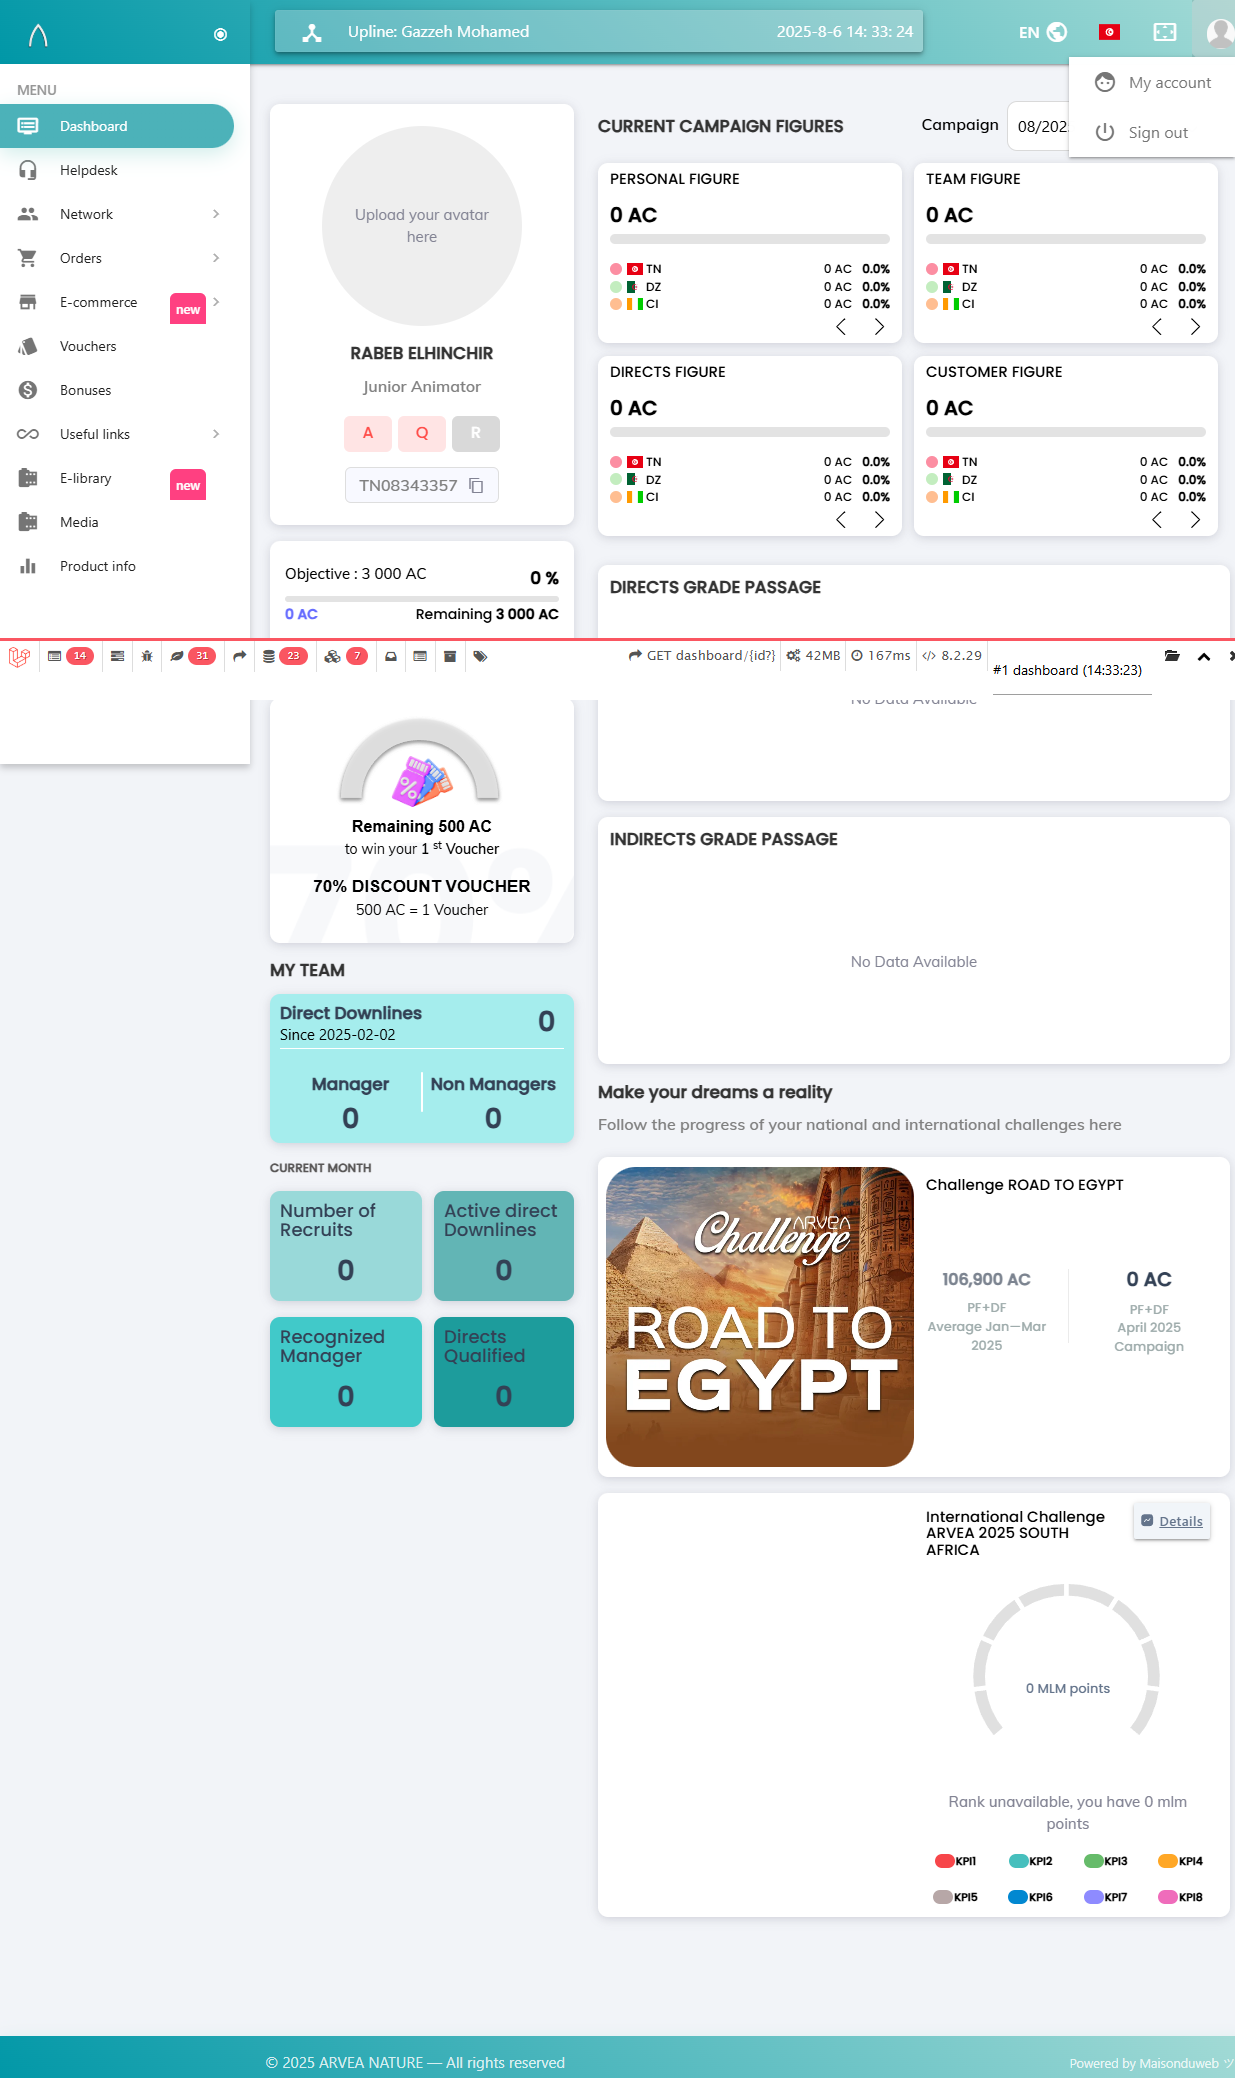 Upline: Gazzeh Mohamed
2025-8-6 14: 33: 24
EN
My account
Sign out
MENU
Dashboard
Helpdesk
Network
Orders
E-commerce
new
Vouchers
Bonuses
Useful links
E-library
new
Media
Product info
Upload your avatar
here
RABEB ELHINCHIR
Junior Animator
A Q R
TN08343357
Objective : 3 000 AC
0 %
0 AC
Remaining 3 000 AC
CURRENT CAMPAIGN FIGURES
Campaign
PERSONAL FIGURE
0 AC
TN 0 AC 0.0%
DZ 0 AC 0.0%
CI 0 AC 0.0%
TEAM FIGURE
0 AC
TN 0 AC 0.0%
DZ 0 AC 0.0%
CI 0 AC 0.0%
DIRECTS FIGURE
0 AC
TN 0 AC 0.0%
DZ 0 AC 0.0%
CI 0 AC 0.0%
CUSTOMER FIGURE
0 AC
TN 0 AC 0.0%
DZ 0 AC 0.0%
CI 0 AC 0.0%
DIRECTS GRADE PASSAGE
14
31
23
7
GET dashboard/{id?}
42MB
167ms
8.2.29
#1 dashboard (14:33:23)
No Data Available
Remaining 500 AC
to win your 1 st Voucher
70% DISCOUNT VOUCHER
500 AC = 1 Voucher
70%
INDIRECTS GRADE PASSAGE
No Data Available
MY TEAM
Direct Downlines
Since 2025-02-02
0
Manager
0
Non Managers
0
CURRENT MONTH
Number of
Recruits
0
Active direct
Downlines
0
Recognized
Manager
0
Directs
Qualified
0
Make your dreams a reality
Follow the progress of your national and international challenges here
ARVEA
Challenge
ROAD TO
EGYPT
Challenge ROAD TO EGYPT
106,900 AC
PF+DF
Average Jan—Mar
2025
0 AC
PF+DF
April 2025
Campaign
International Challenge
ARVEA 2025 SOUTH
AFRICA
Details
0 MLM points
Rank unavailable, you have 0 mlm
points
KPI1 KPI2 KPI3 KPI4
KPI5 KPI6 KPI7 KPI8
© 2025 ARVEA NATURE — All rights reserved
Powered by Maisonduweb ツ